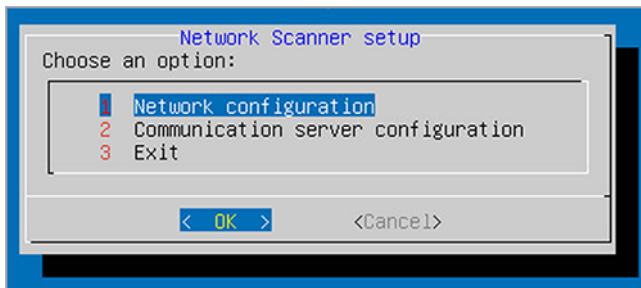 Network Scanner setup
Choose an option:
1 Network configuration
2 Communication server configuration
3 Exit
< OK > <Cancel>